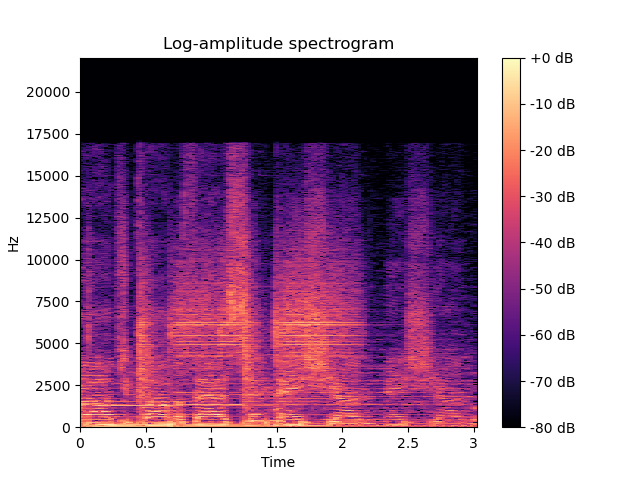 Log-amplitude spectrogram
Hz
20000
17500
15000
12500
10000
7500
5000
2500
0
0 0.5 1 1.5 2 2.5 3
Time
+0 dB
-10 dB
-20 dB
-30 dB
-40 dB
-50 dB
-60 dB
-70 dB
-80 dB